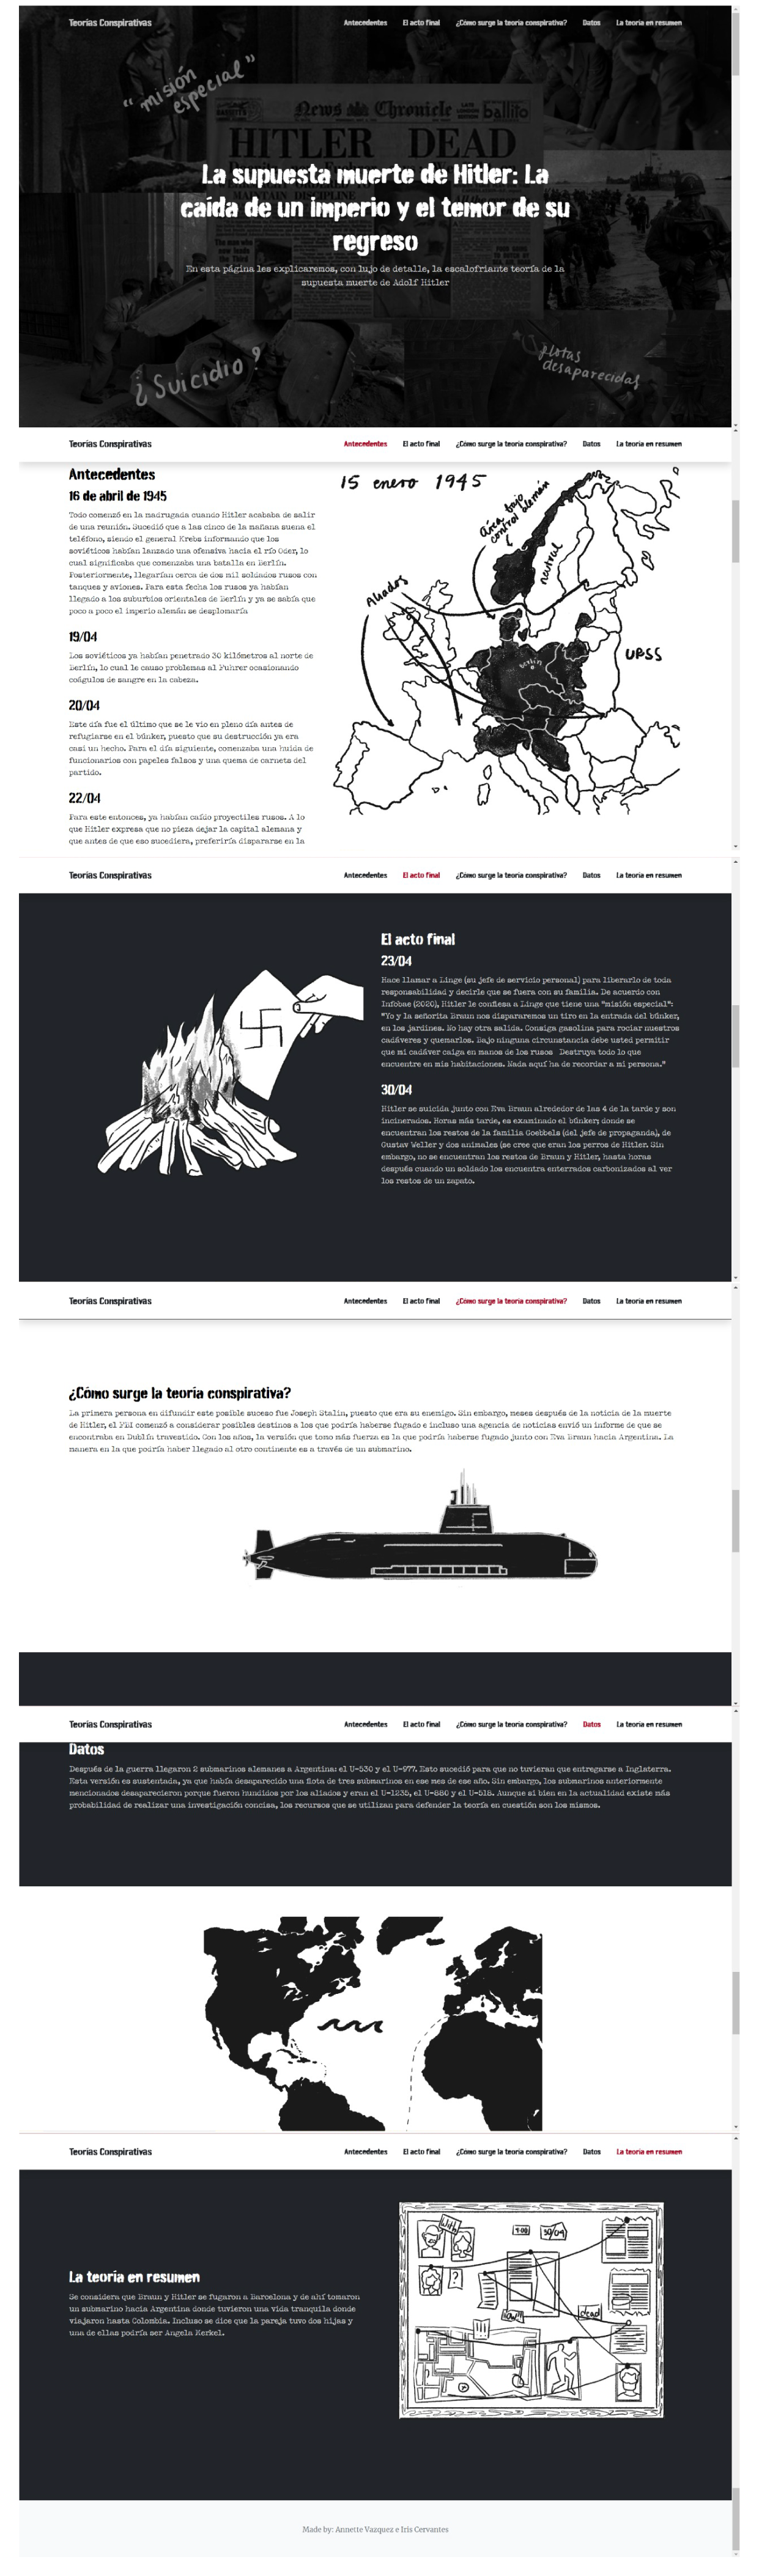 Teorías Conspirativas
Antecedentes El acto final ¿Cómo surge la teoría conspirativa? Datos La teoría en resumen
"misión
especial"
News Chronicle
LATE
LONDON
EDITION
ballito
HITLER DEAD
La supuesta muerte de Hitler: La
caída de un imperio y el temor de su
regreso
En esta página les explicaremos, con lujo de detalle, la escalofriante teoría de la
supuesta muerte de Adolf Hitler
¿Suicidio?
flotas
desaparecidas
Teorías Conspirativas
Antecedentes El acto final ¿Cómo surge la teoría conspirativa? Datos La teoría en resumen
Antecedentes
16 de abril de 1945
Todo comenzó en la madrugada cuando Hitler acababa de salir
de una reunión. Sucedió que a las cinco de la mañana suena el
teléfono, siendo el general Krebs informando que los
soviéticos habían lanzado una ofensiva hacia el río Oder, lo
cual significaba que comenzaba una batalla en Berlín.
Posteriormente, llegarían cerca de dos mil soldados rusos con
tanques y aviones. Para esta fecha los rusos ya habían
llegado a los suburbios orientales de Berlín y ya se sabía que
poco a poco el imperio alemán se desplomaría
19/04
Los soviéticos ya habían penetrado 30 kilómetros al norte de
Berlín, lo cual le causo problemas al Fuhrer ocasionando
coágulos de sangre en la cabeza.
20/04
Este día fue el último que se le vio en pleno día antes de
refugiarse en el búnker, puesto que su destrucción ya era
casi un hecho. Para el día siguiente, comenzaba una huida de
funcionarios con papeles falsos y una quema de carnets del
partido.
22/04
Para este entonces, ya habían caído proyectiles rusos. A lo
que Hitler expresa que no pieza dejar la capital alemana y
que antes de que eso sucediera, preferiría dispararse en la
15 enero 1945
área bajo
control alemán
neutral
Aliados
Berlín
URSS
Teorías Conspirativas
Antecedentes El acto final ¿Cómo surge la teoría conspirativa? Datos La teoría en resumen
El acto final
23/04
Hace llamar a Linge (su jefe de servicio personal) para liberarlo de toda
responsabilidad y decirle que se fuera con su familia. De acuerdo con
Infobae (2020), Hitler le confiesa a Linge que tiene una "misión especial":
"Yo y la señorita Braun nos dispararemos un tiro en la entrada del búnker,
en los jardines. No hay otra salida. Consiga gasolina para rociar nuestros
cadáveres y quemarlos. Bajo ninguna circunstancia debe usted permitir
que mi cadáver caiga en manos de los rusos Destruya todo lo que
encuentre en mis habitaciones. Nada aquí ha de recordar a mi persona."
30/04
Hitler se suicida junto con Eva Braun alrededor de las 4 de la tarde y son
incinerados. Horas más tarde, es examinado el búnker; donde se
encuentran los restos de la familia Goebbels (del jefe de propaganda), de
Gustav Weller y dos animales (se cree que eran los perros de Hitler. Sin
embargo, no se encuentran los restos de Braun y Hitler, hasta horas
después cuando un soldado los encuentra enterrados carbonizados al ver
los restos de un zapato.
Teorías Conspirativas
Antecedentes El acto final ¿Cómo surge la teoría conspirativa? Datos La teoría en resumen
¿Cómo surge la teoría conspirativa?
La primera persona en difundir este posible suceso fue Joseph Stalin, puesto que era su enemigo. Sin embargo, meses después de la noticia de la muerte
de Hitler, el FBI comenzó a considerar posibles destinos a los que podría haberse fugado e incluso una agencia de noticias envió un informe de que se
encontraba en Dublín travestido. Con los años, la versión que tomo más fuerza es la que podría haberse fugado junto con Eva Braun hacia Argentina. La
manera en la que podría haber llegado al otro continente es a través de un submarino.
Teorías Conspirativas
Antecedentes El acto final ¿Cómo surge la teoría conspirativa? Datos La teoría en resumen
Datos
Después de la guerra llegaron 2 submarinos alemanes a Argentina: el U-530 y el U-977. Esto sucedió para que no tuvieran que entregarse a Inglaterra.
Esta versión es sustentada, ya que había desaparecido una flota de tres submarinos en ese mes de ese año. Sin embargo, los submarinos anteriormente
mencionados desaparecieron porque fueron hundidos por los aliados y eran el U-1235, el U-880 y el U-518. Aunque si bien en la actualidad existe más
probabilidad de realizar una investigación concisa, los recursos que se utilizan para defender la teoría en cuestión son los mismos.
Teorías Conspirativas
Antecedentes El acto final ¿Cómo surge la teoría conspirativa? Datos La teoría en resumen
La teoría en resumen
Se considera que Braun y Hitler se fugaron a Barcelona y de ahí tomaron
un submarino hacia Argentina donde tuvieron una vida tranquila donde
viajaron hasta Colombia. Incluso se dice que la pareja tuvo dos hijas y
una de ellas podría ser Angela Merkel.
30/04
?
dead
Made by: Annette Vazquez e Iris Cervantes